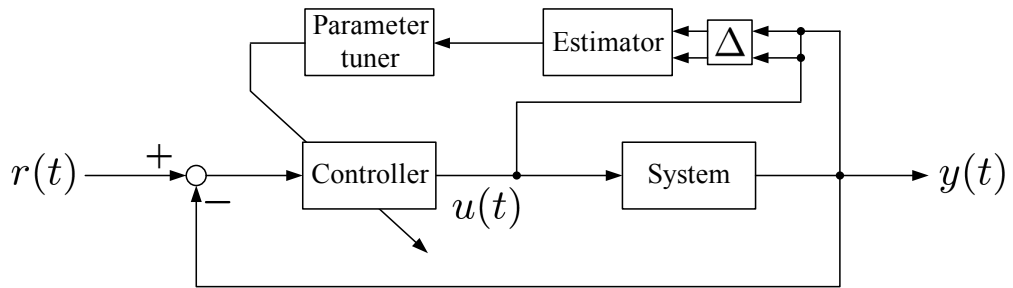 Parameter
tuner
Estimator
Δ
r(t)
+
−
Controller
u(t)
System
y(t)